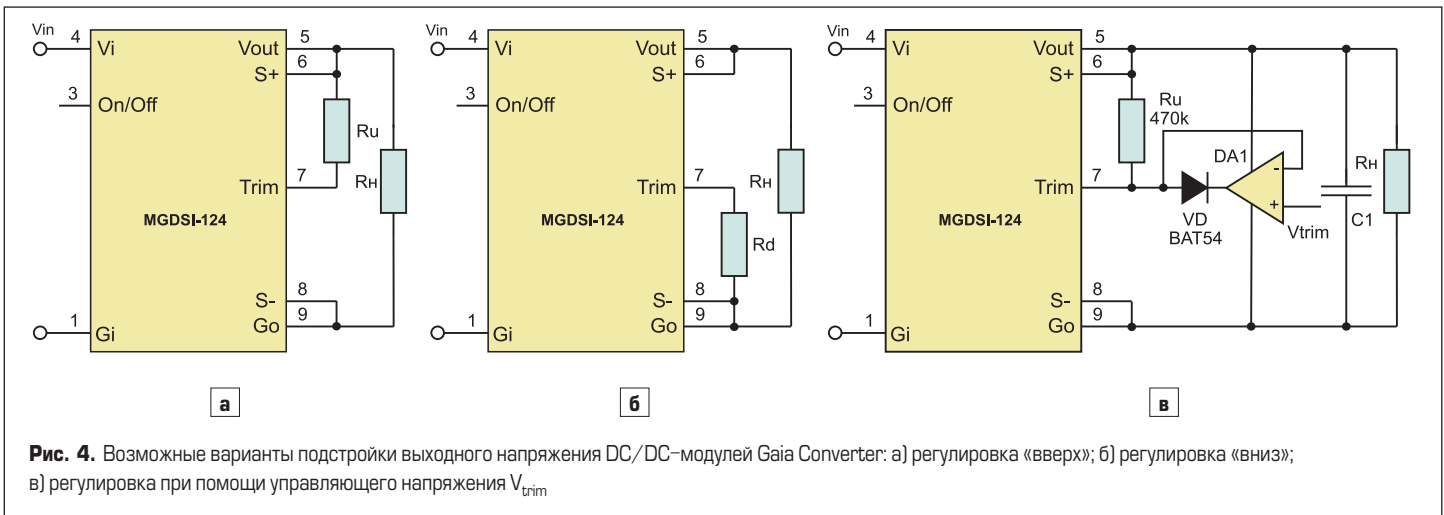 Vin
4
Vi
3
On/Off
1
Gi
Vout
5
S+
6
Ru
Rн
Trim
7
MGDSI-124
S-
8
Go
9
а
Vin
4
Vi
3
On/Off
1
Gi
Vout
5
S+
6
Trim
7
Rн
Rd
MGDSI-124
S-
8
Go
9
б
Vin
4
Vi
3
On/Off
1
Gi
Vout
5
S+
6
Ru
470k
DA1
Trim
7
-
+
Rн
VD
BAT54
Vtrim
C1
MGDSI-124
S-
8
Go
9
в
Рис. 4. Возможные варианты подстройки выходного напряжения DC/DC-модулей Gaia Converter: а) регулировка «вверх»; б) регулировка «вниз»;
в) регулировка при помощи управляющего напряжения Vtrim